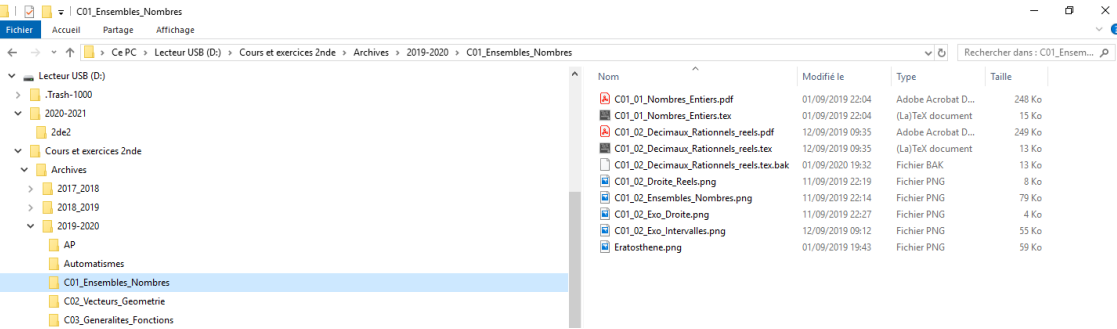 C01_Ensembles_Nombres
Fichier Accueil Partage Affichage
Ce PC > Lecteur USB (D:) > Cours et exercices 2nde > Archives > 2019-2020 > C01_Ensembles_Nombres
Rechercher dans : C01_Ensem...
Lecteur USB (D:)
.Trash-1000
2020-2021
2de2
Cours et exercices 2nde
Archives
2017_2018
2018_2019
2019-2020
AP
Automatismes
C01_Ensembles_Nombres
C02_Vecteurs_Geometrie
C03_Generalites_Fonctions
Nom Modifié le Type Taille
C01_01_Nombres_Entiers.pdf 01/09/2019 22:04 Adobe Acrobat D... 248 Ko
C01_01_Nombres_Entiers.tex 01/09/2019 22:04 (La)TeX document 15 Ko
C01_02_Decimaux_Rationnels_reels.pdf 12/09/2019 09:35 Adobe Acrobat D... 249 Ko
C01_02_Decimaux_Rationnels_reels.tex 12/09/2019 09:35 (La)TeX document 13 Ko
C01_02_Decimaux_Rationnels_reels.tex.bak 01/09/2020 19:32 Fichier BAK 13 Ko
C01_02_Droite_Reels.png 11/09/2019 22:19 Fichier PNG 8 Ko
C01_02_Ensembles_Nombres.png 11/09/2019 22:14 Fichier PNG 79 Ko
C01_02_Exo_Droite.png 11/09/2019 22:27 Fichier PNG 4 Ko
C01_02_Exo_Intervalles.png 12/09/2019 09:12 Fichier PNG 55 Ko
Eratosthene.png 01/09/2019 19:43 Fichier PNG 59 Ko